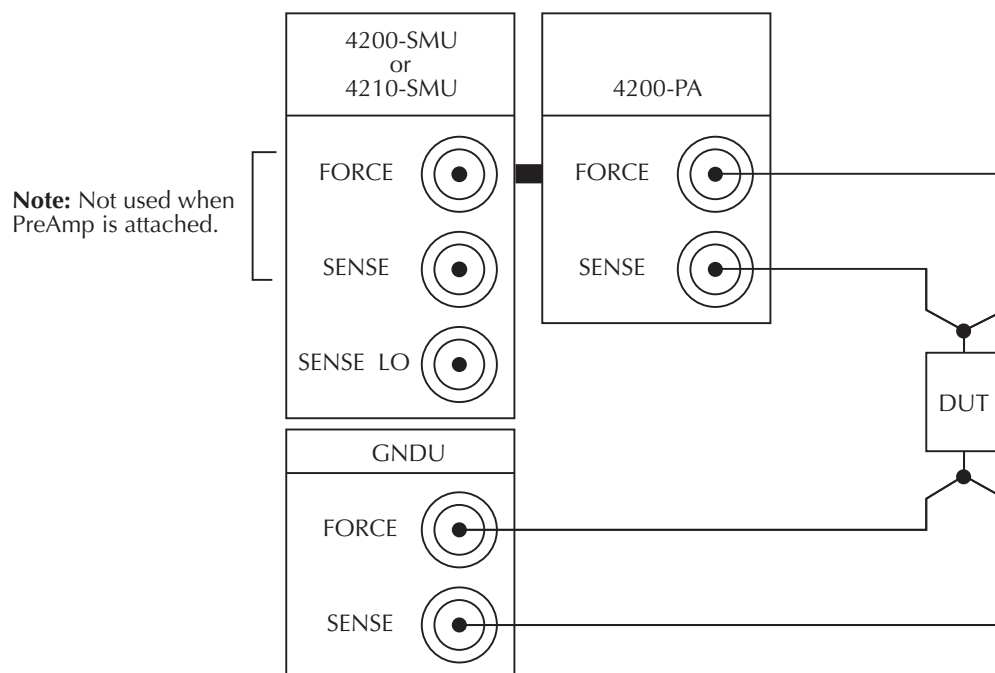 4200-SMU
or
4210-SMU
4200-PA
FORCE
FORCE
Note: Not used when
PreAmp is attached.
SENSE
SENSE
SENSE LO
DUT
GNDU
FORCE
SENSE